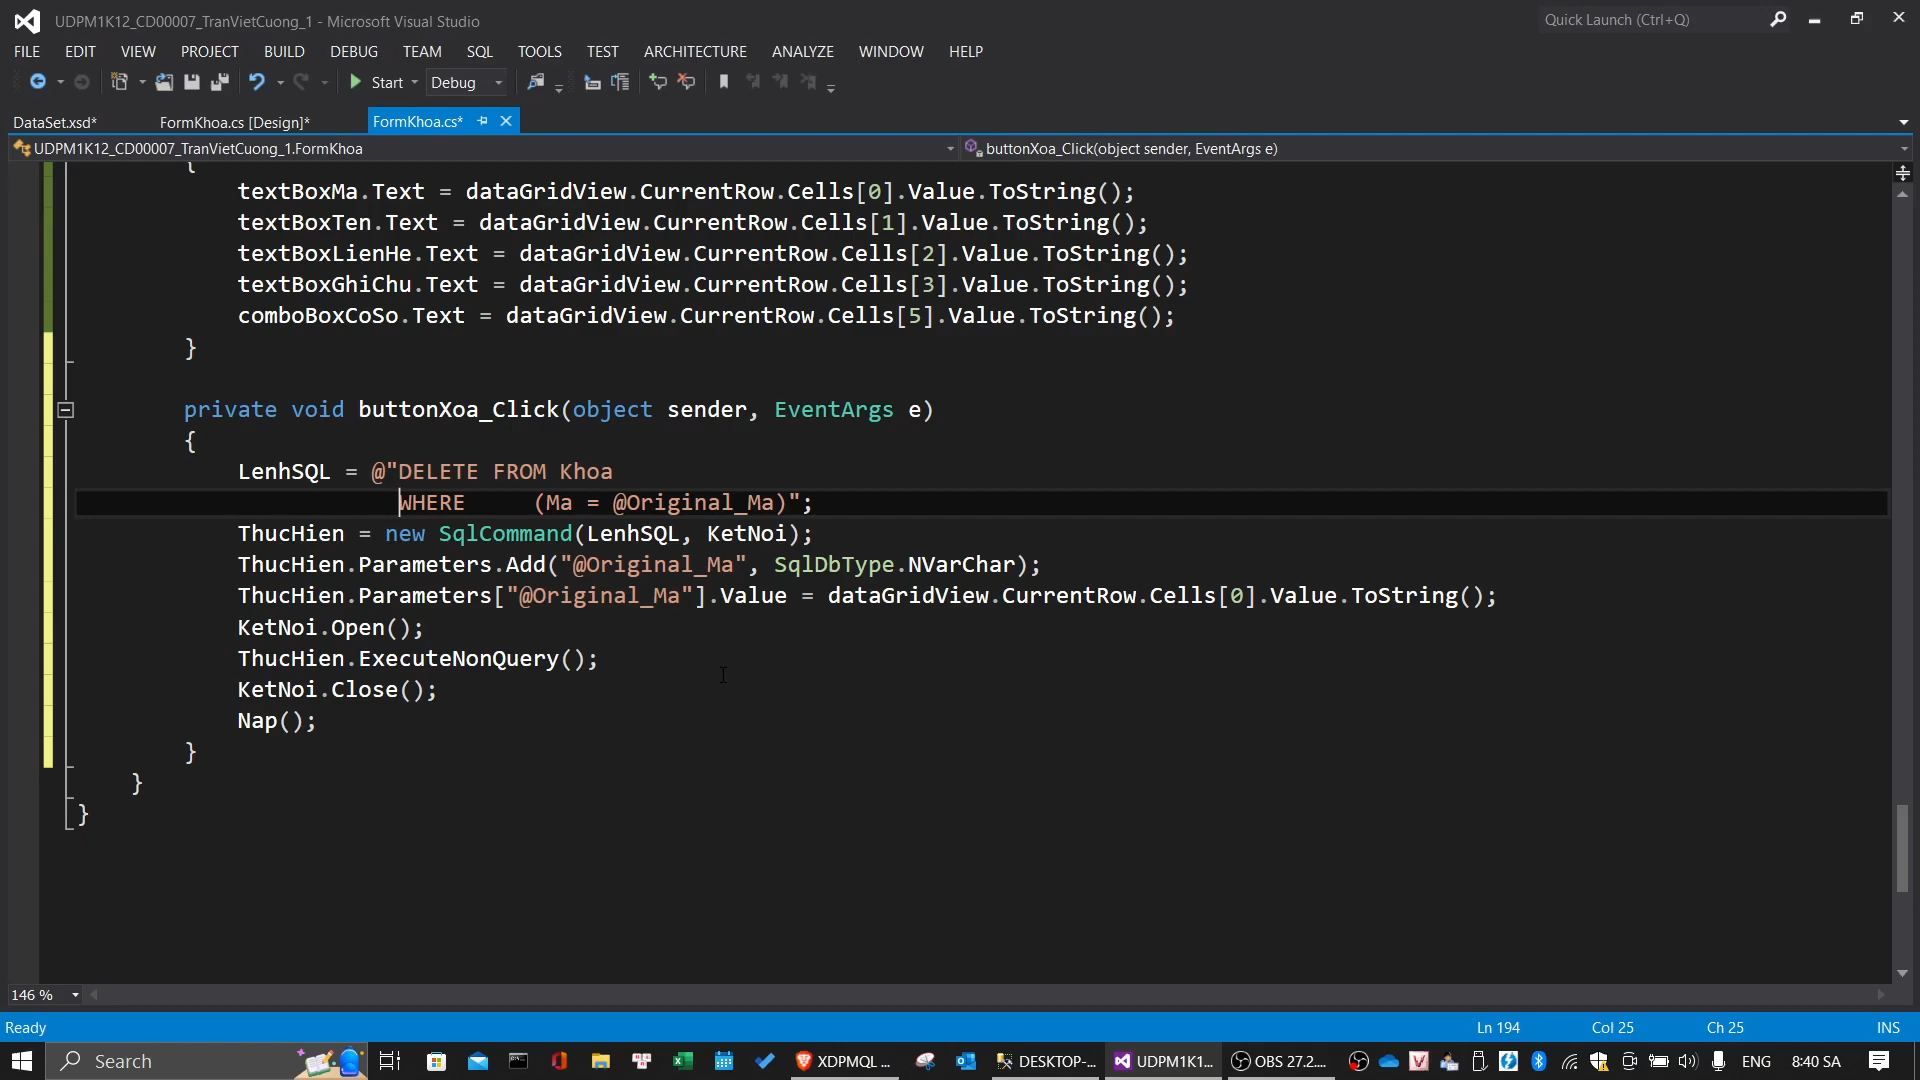 UDPM1K12_CD00007_TranVietCuong_1 - Microsoft Visual Studio
Quick Launch (Ctrl+Q)
FILE EDIT VIEW PROJECT BUILD DEBUG TEAM SQL TOOLS TEST ARCHITECTURE ANALYZE WINDOW HELP
Start Debug
DataSet.xsd* FormKhoa.cs [Design]* FormKhoa.cs*
UDPM1K12_CD00007_TranVietCuong_1.FormKhoa buttonXoa_Click(object sender, EventArgs e)
{
textBoxMa.Text = dataGridView.CurrentRow.Cells[0].Value.ToString();
textBoxTen.Text = dataGridView.CurrentRow.Cells[1].Value.ToString();
textBoxLienHe.Text = dataGridView.CurrentRow.Cells[2].Value.ToString();
textBoxGhiChu.Text = dataGridView.CurrentRow.Cells[3].Value.ToString();
comboBoxCoSo.Text = dataGridView.CurrentRow.Cells[5].Value.ToString();
}
private void buttonXoa_Click(object sender, EventArgs e)
{
LenhSQL = @"DELETE FROM Khoa
WHERE     (Ma = @Original_Ma)";
ThucHien = new SqlCommand(LenhSQL, KetNoi);
ThucHien.Parameters.Add("@Original_Ma", SqlDbType.NVarChar);
ThucHien.Parameters["@Original_Ma"].Value = dataGridView.CurrentRow.Cells[0].Value.ToString();
KetNoi.Open();
ThucHien.ExecuteNonQuery();
KetNoi.Close();
Nap();
}
}
}
146 %
Ready Ln 194 Col 25 Ch 25 INS
Search XDPMQL ... DESKTOP-... UDPM1K1... OBS 27.2.... ENG 8:40 SA